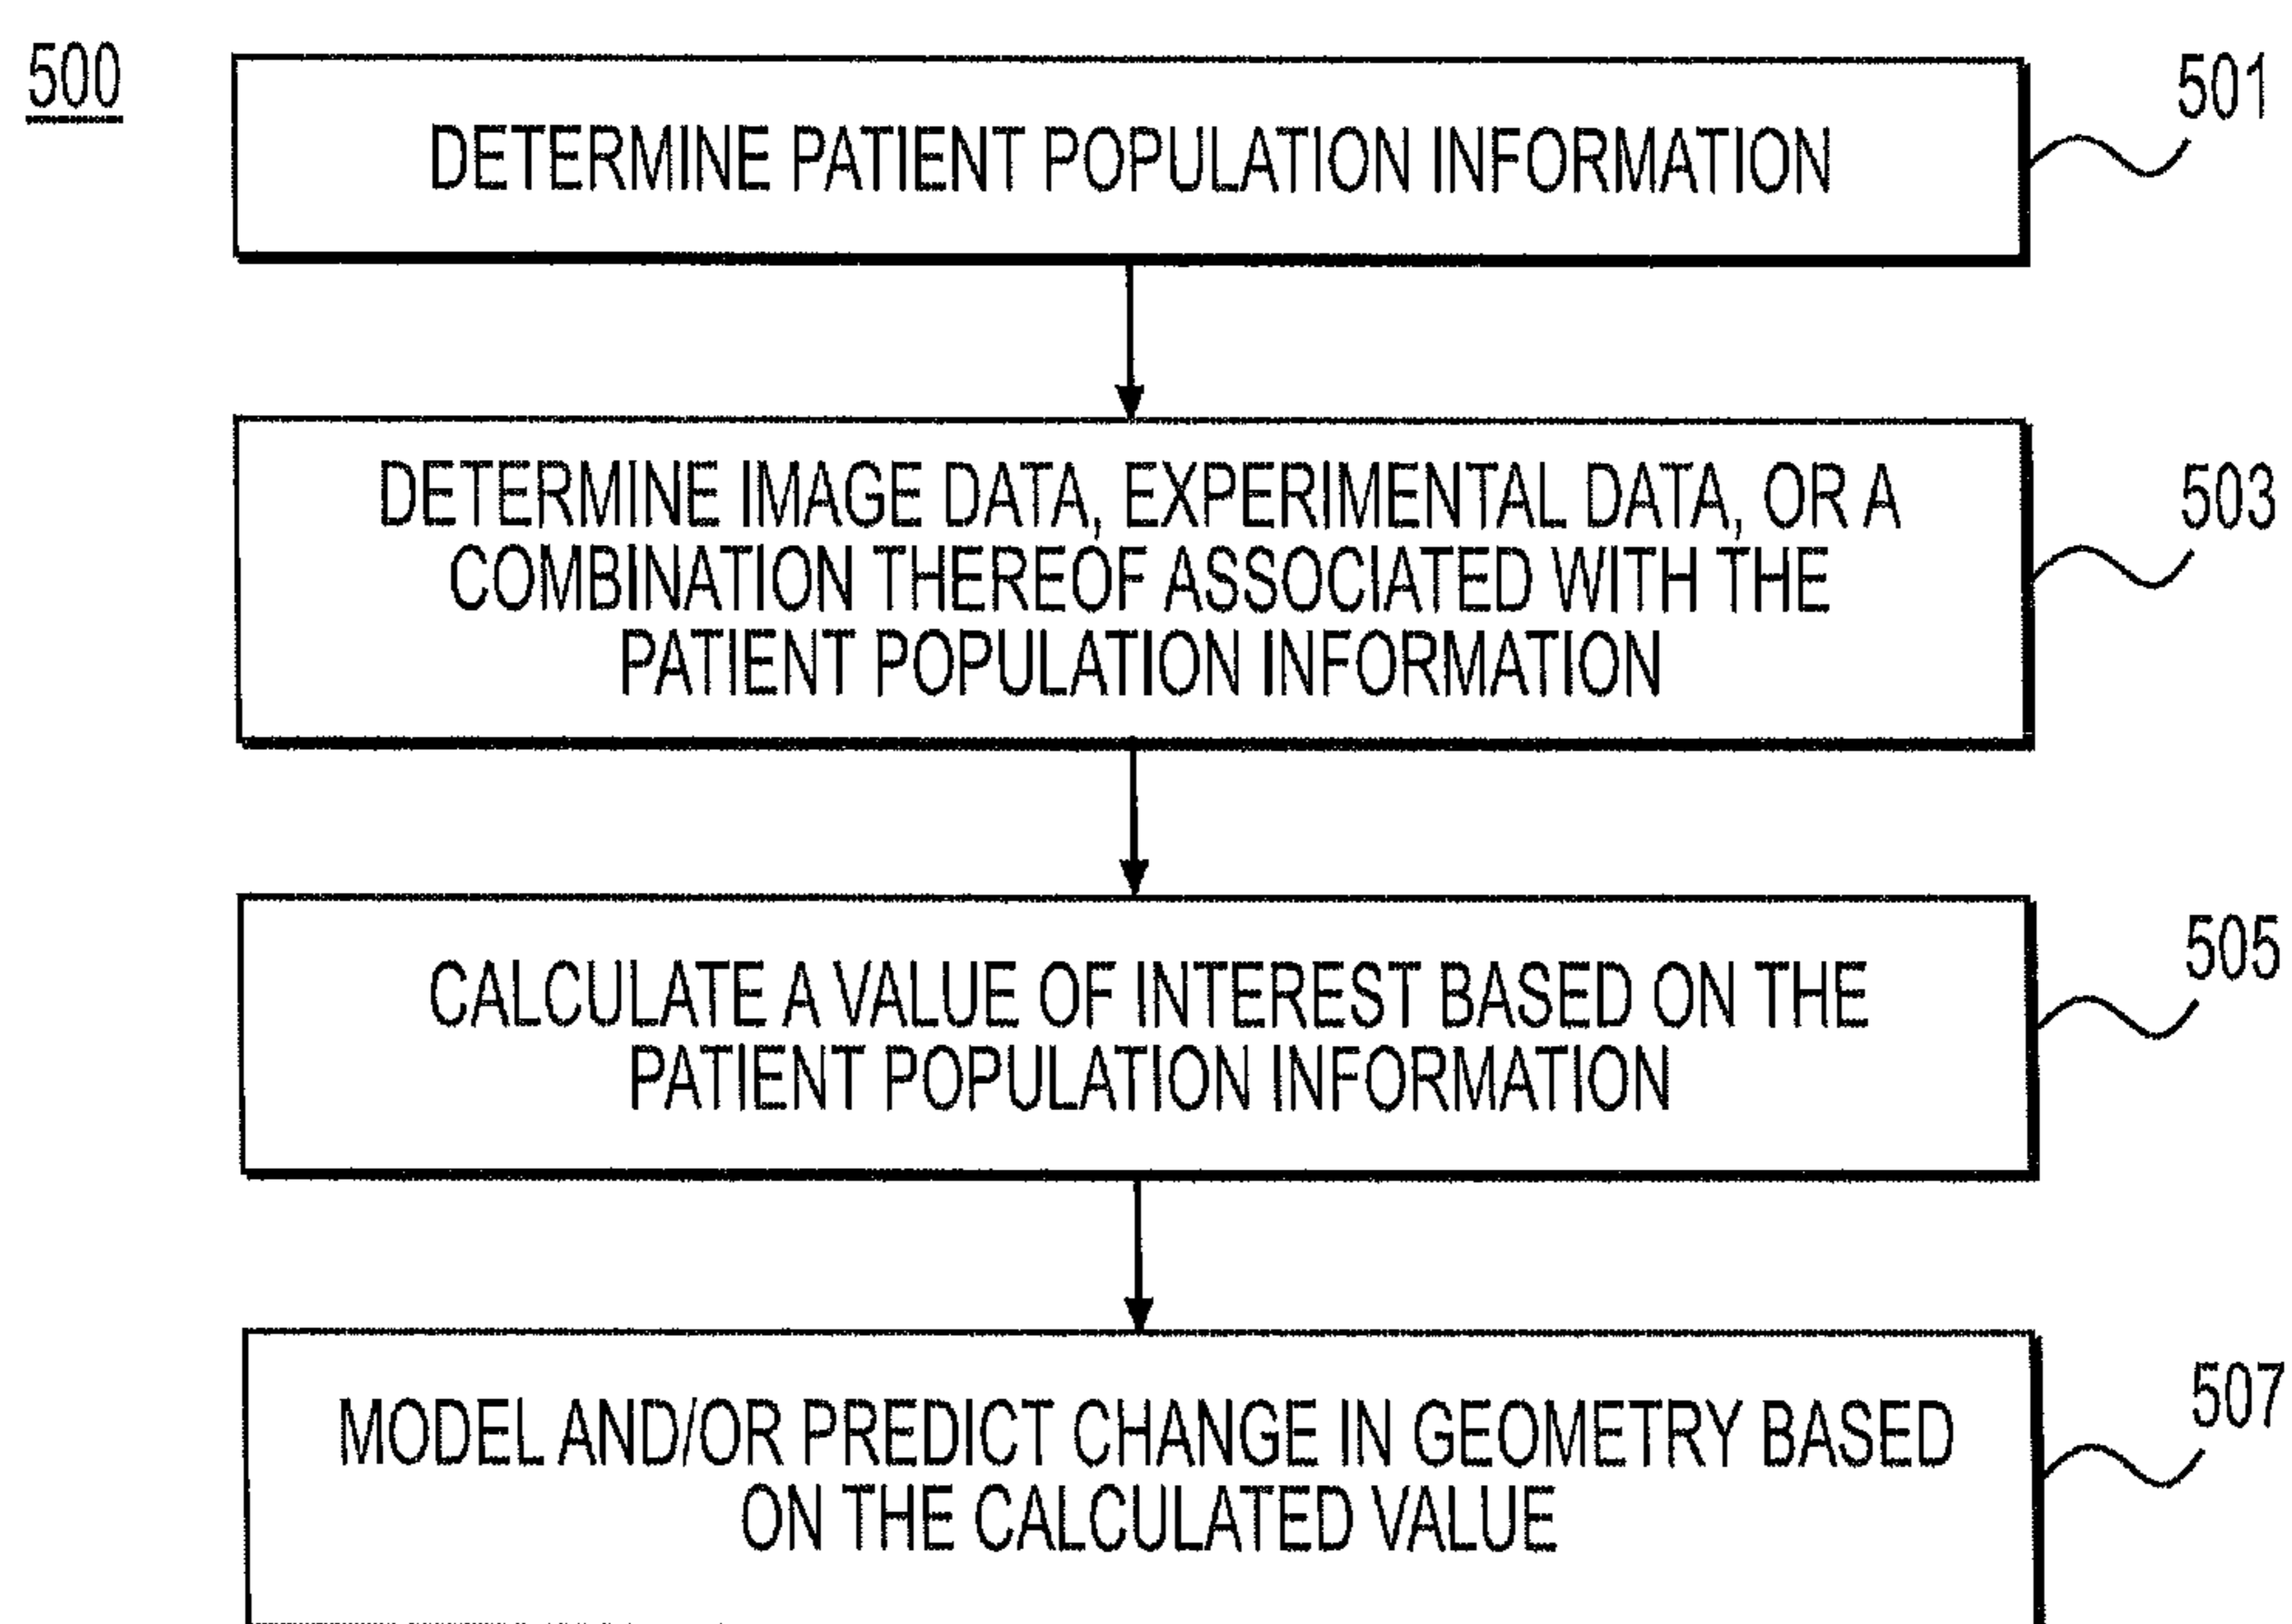 500
501
DETERMINE PATIENT POPULATION INFORMATION
503
DETERMINE IMAGE DATA, EXPERIMENTAL DATA, OR A
COMBINATION THEREOF ASSOCIATED WITH THE
PATIENT POPULATION INFORMATION
505
CALCULATE A VALUE OF INTEREST BASED ON THE
PATIENT POPULATION INFORMATION
507
MODEL AND/OR PREDICT CHANGE IN GEOMETRY BASED
ON THE CALCULATED VALUE